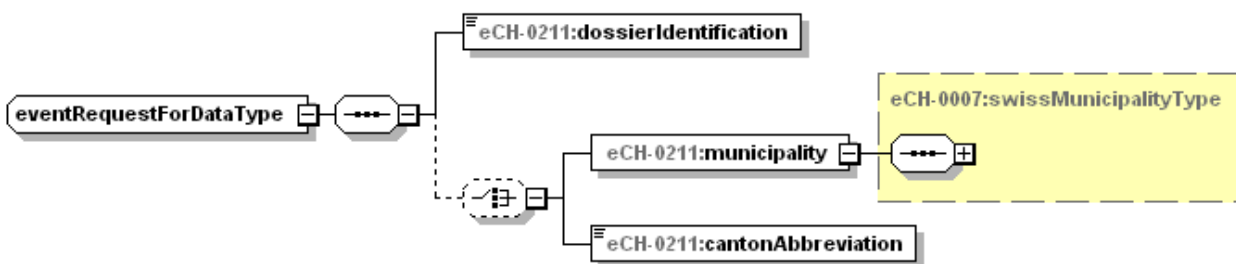 eCH-0211:dossierIdentification
eCH-0007:swissMunicipalityType
eventRequestForDataType
eCH-0211:municipality
eCH-0211:cantonAbbreviation